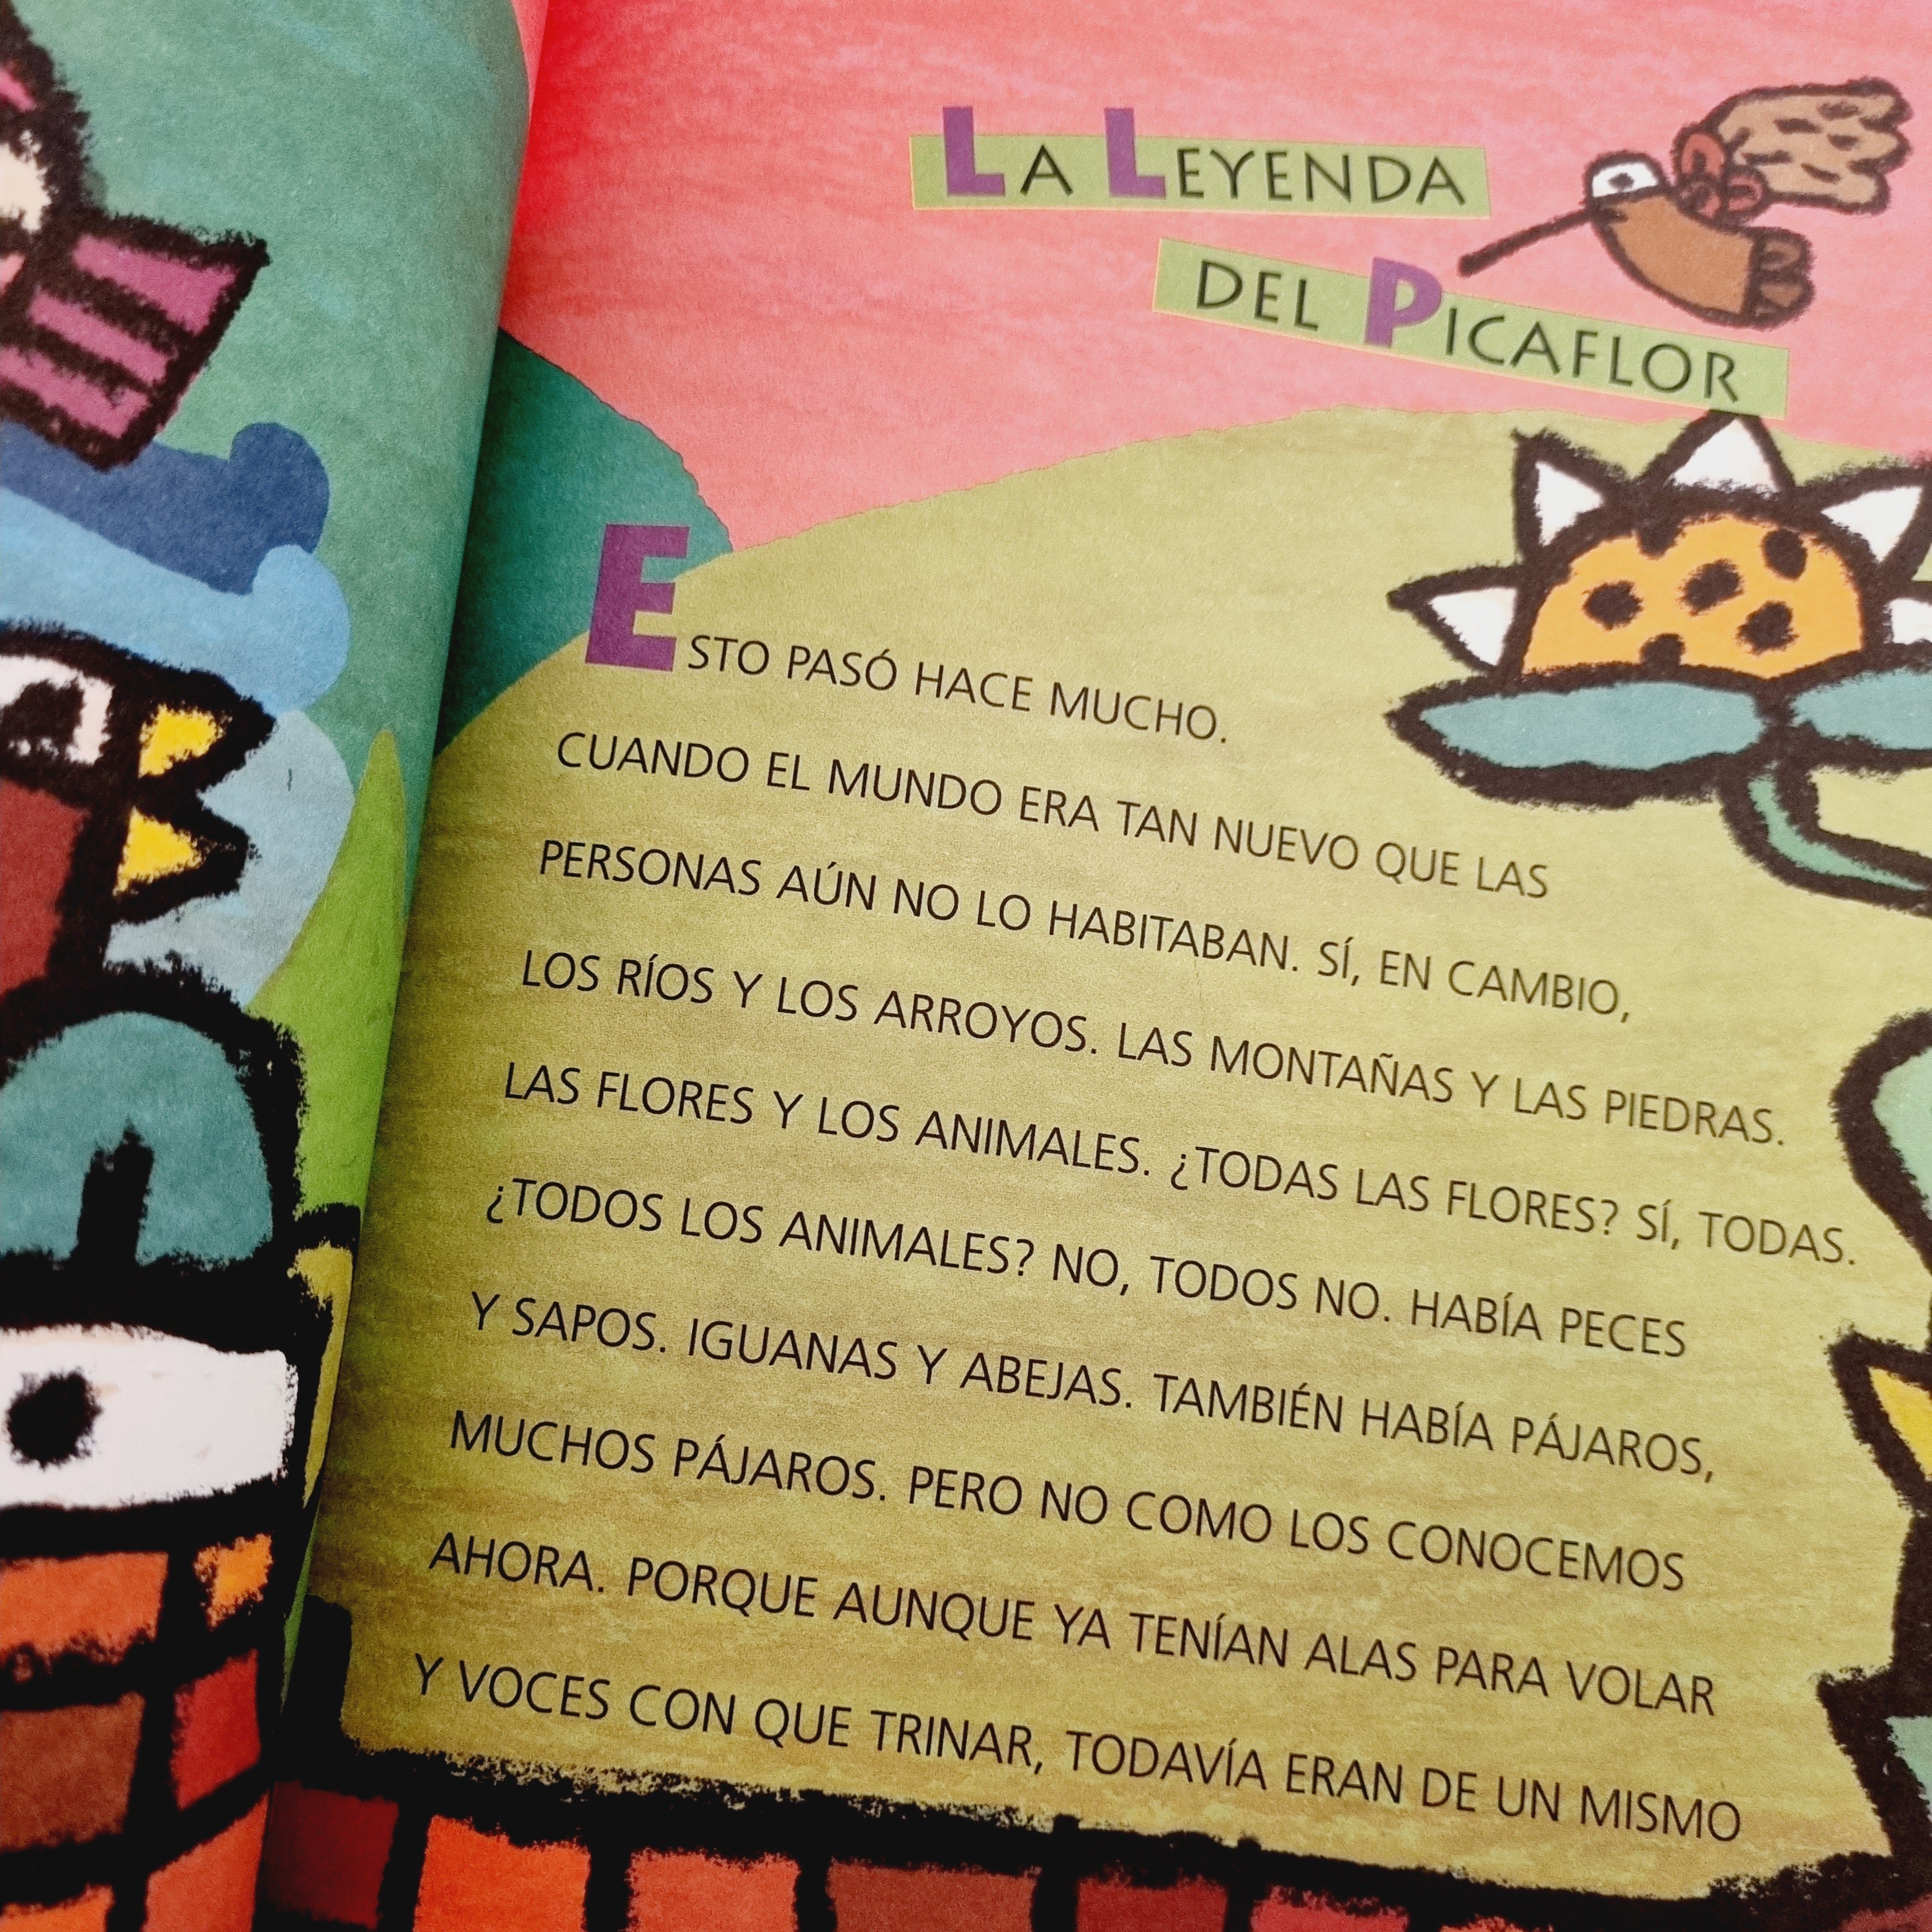 LA LEYENDA
DEL PICAFLOR
ESTO PASÓ HACE MUCHO.
CUANDO EL MUNDO ERA TAN NUEVO QUE LAS
PERSONAS AÚN NO LO HABITABAN. SÍ, EN CAMBIO,
LOS RÍOS Y LOS ARROYOS. LAS MONTAÑAS Y LAS PIEDRAS.
LAS FLORES Y LOS ANIMALES. ¿TODAS LAS FLORES? SÍ, TODAS.
¿TODOS LOS ANIMALES? NO, TODOS NO. HABÍA PECES
Y SAPOS. IGUANAS Y ABEJAS. TAMBIÉN HABÍA PÁJAROS,
MUCHOS PÁJAROS. PERO NO COMO LOS CONOCEMOS
AHORA. PORQUE AUNQUE YA TENÍAN ALAS PARA VOLAR
Y VOCES CON QUE TRINAR, TODAVÍA ERAN DE UN MISMO